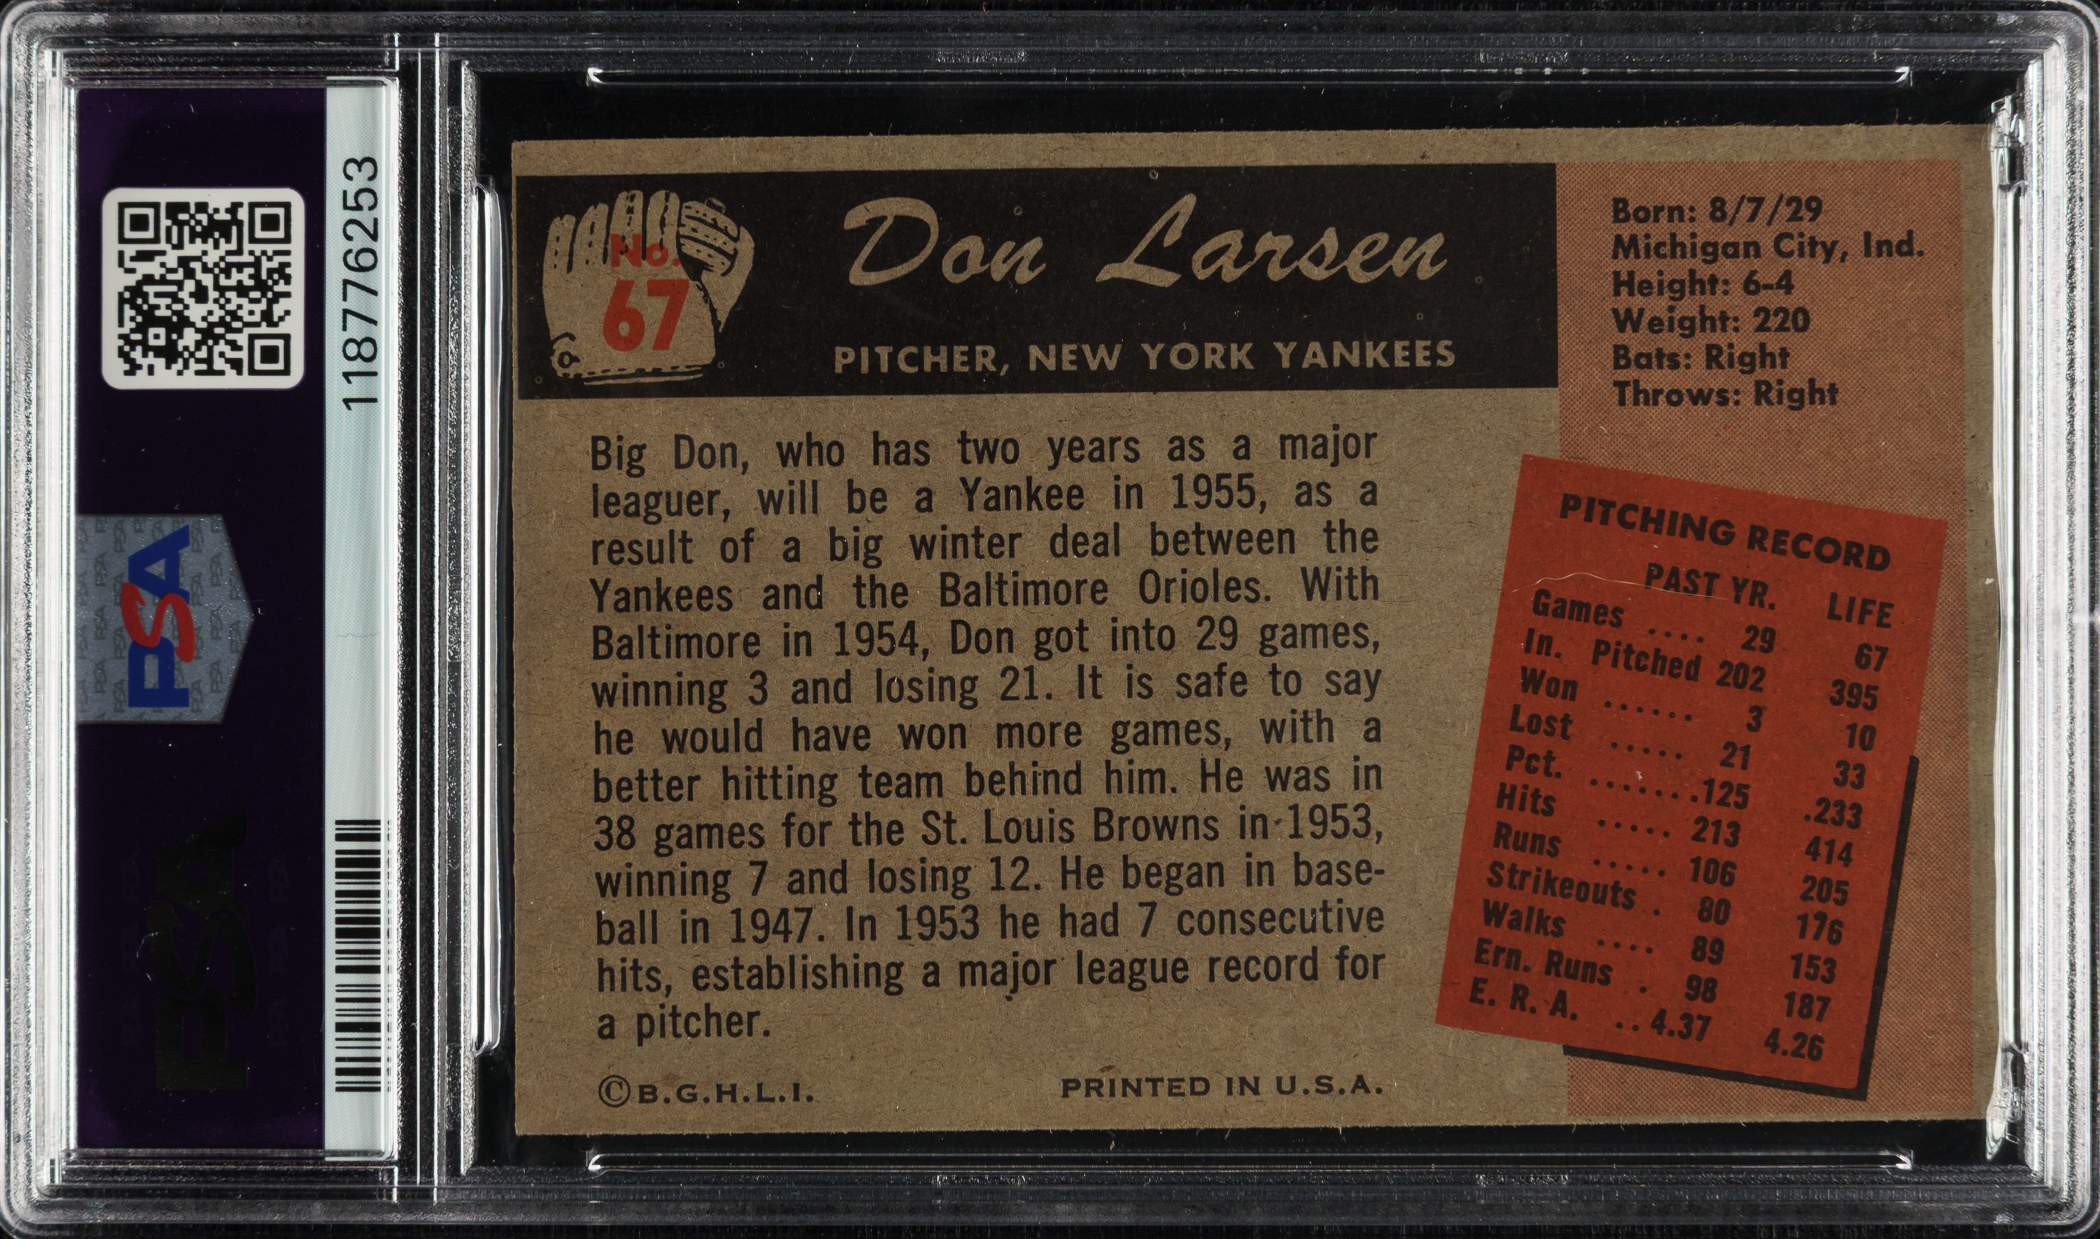 118776253
PSA
PSA
No.
67
Don Larsen
PITCHER, NEW YORK YANKEES
Born: 8/7/29
Michigan City, Ind.
Height: 6-4
Weight: 220
Bats: Right
Throws: Right
Big Don, who has two years as a major
leaguer, will be a Yankee in 1955, as a
result of a big winter deal between the
Yankees and the Baltimore Orioles. With
Baltimore in 1954, Don got into 29 games,
winning 3 and losing 21. It is safe to say
he would have won more games, with a
better hitting team behind him. He was in
38 games for the St. Louis Browns in 1953,
winning 7 and losing 12. He began in base-
ball in 1947. In 1953 he had 7 consecutive
hits, establishing a major league record for
a pitcher.
©B.G.H.L.I. PRINTED IN U.S.A.
PITCHING RECORD
PAST YR. LIFE
Games .... 29 67
In. Pitched 202 395
Won ...... 3 10
Lost ..... 21 33
Pct. .......125 .233
Hits ..... 213 414
Runs ..... 106 205
Strikeouts . 80 176
Walks .... 89 153
Ern. Runs . 98 187
E. R. A. ..4.37 4.26